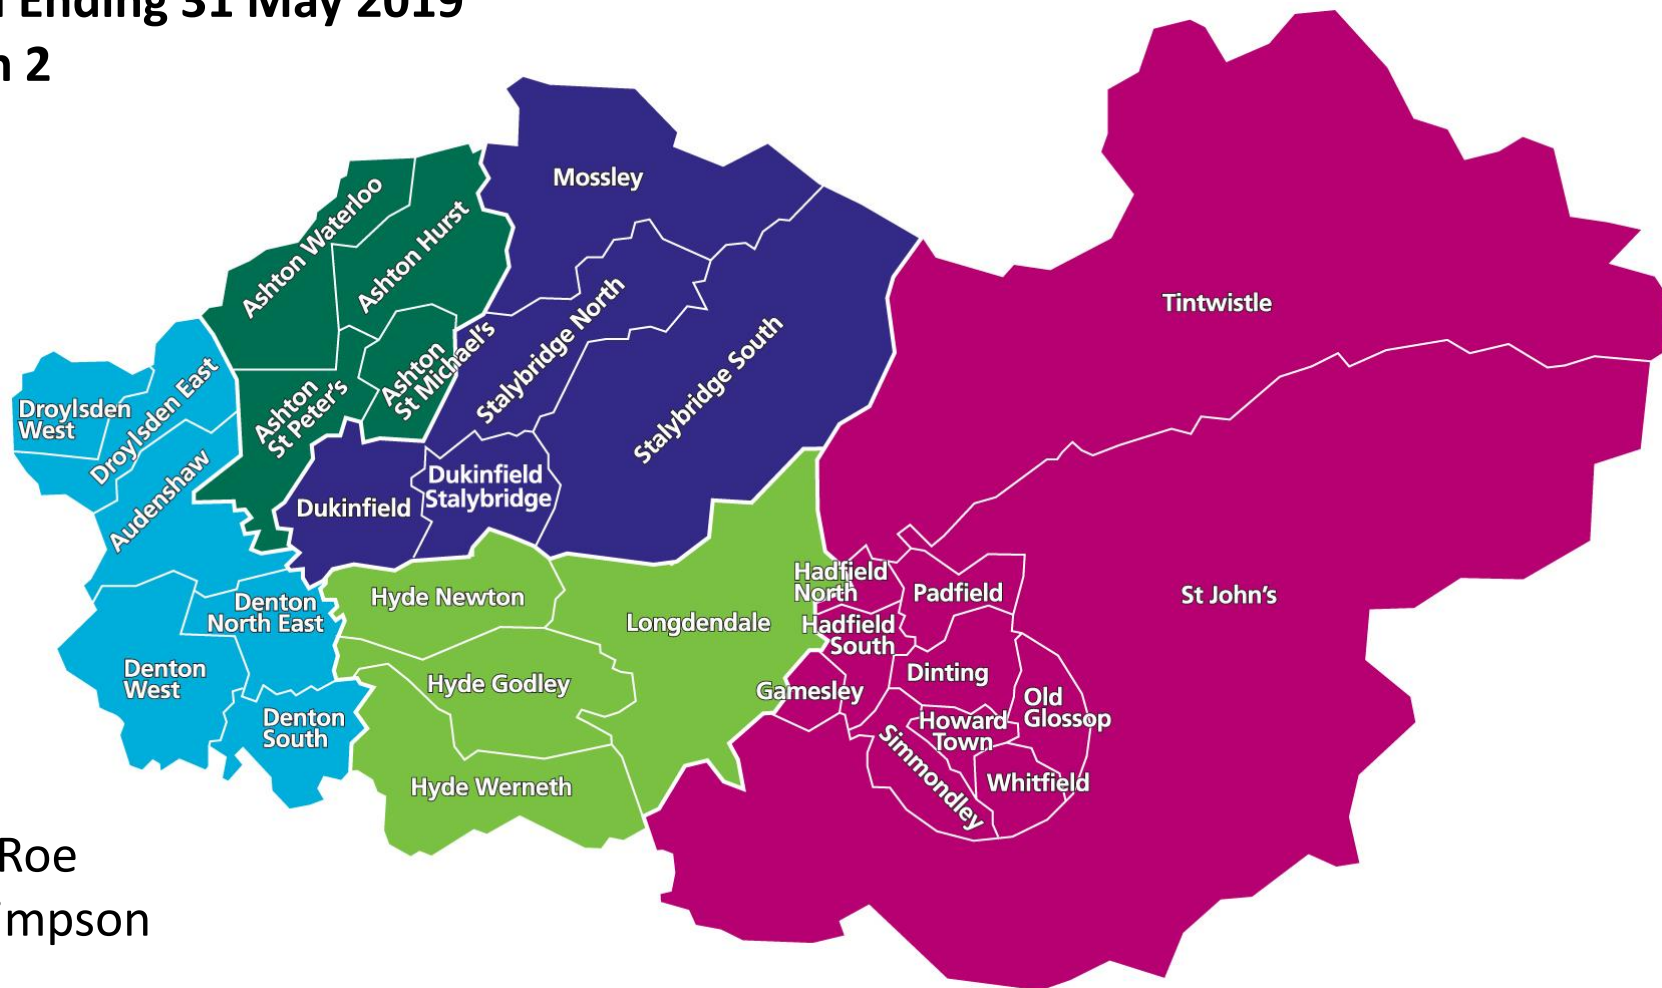 Ending 31 May 2019
2
Mossley
Ashton Waterloo
Ashton Hurst
Tintwistle
Stalybridge North
Stalybridge South
Ashton
St Michael's
Ashton
St Peter's
Droylsden
West
Droylsden East
Audenshaw
Dukinfield
Dukinfield
Stalybridge
Hyde Newton
Longdendale
Hadfield
North
Padfield
St John's
Denton
North East
Hadfield
South
Denton
West
Hyde Godley
Gamesley
Dinting
Old
Glossop
Denton
South
Howard
Town
Simmondley
Whitfield
Hyde Werneth
Roe
impson